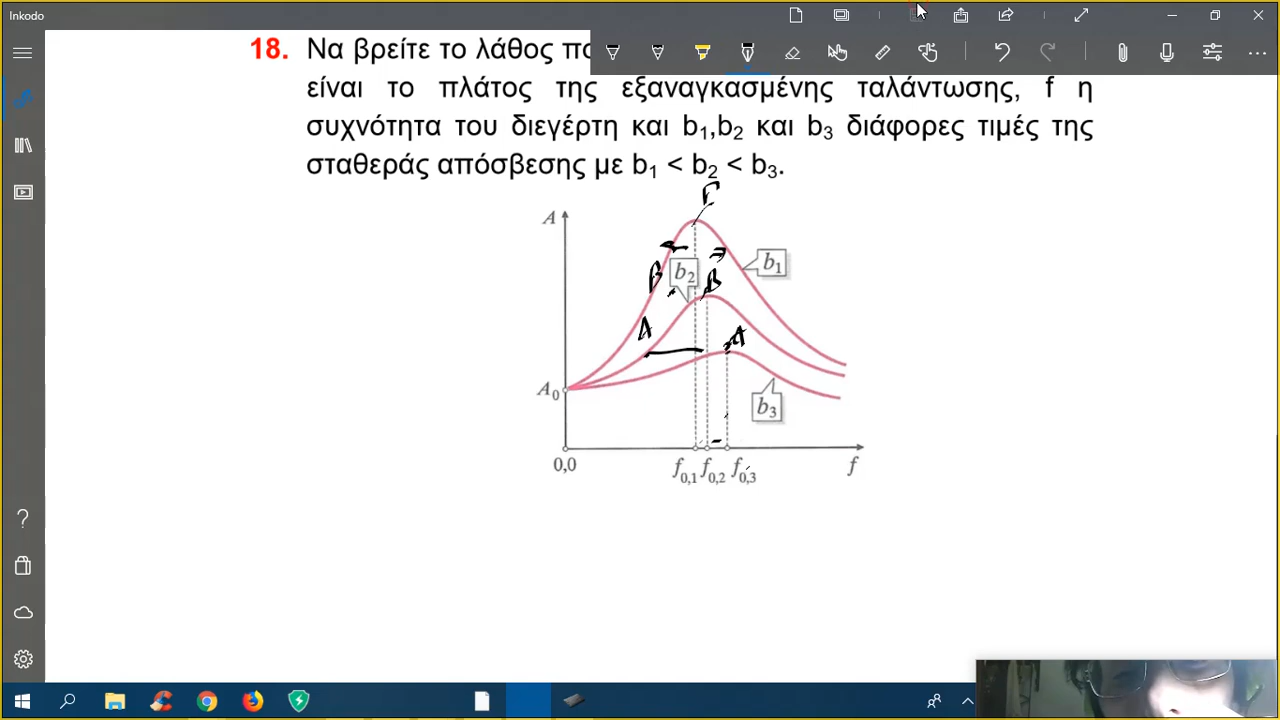 Inkodo
18. Να βρείτε το λάθος
είναι το πλάτος της εξαναγκασμένης ταλάντωσης, f η
συχνότητα του διεγέρτη και b1,b2 και b3 διάφορες τιμές της
σταθεράς απόσβεσης με b1 < b2 < b3.
Γ
A
b1
B
b2
B
A
A
A0
b3
0,0
f0,1
f0,2
f0,3
f